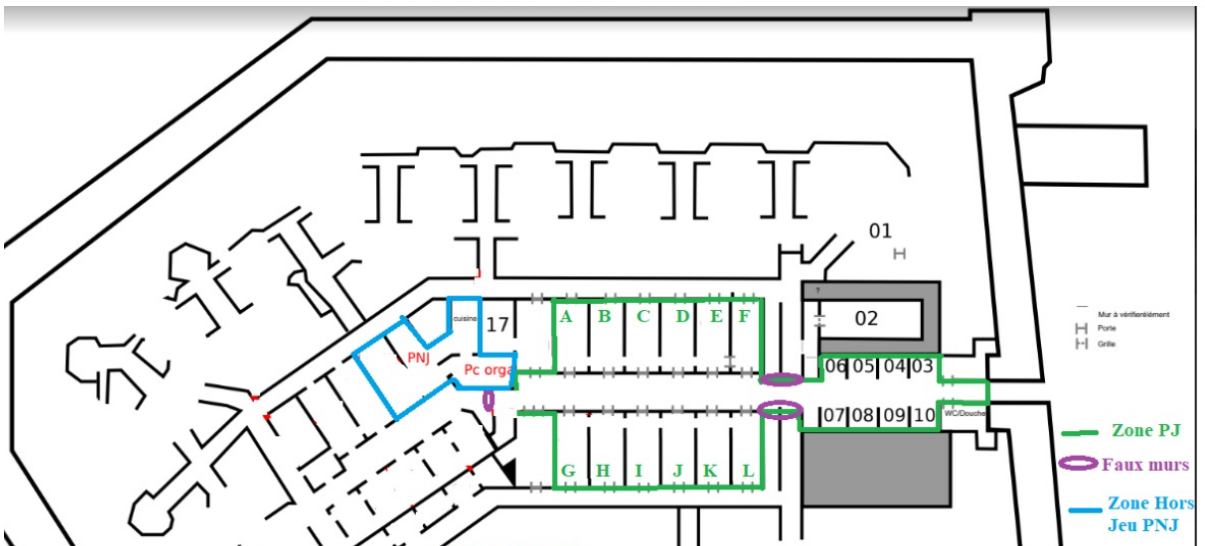 01
?
02
cuisine
17
A B C D E F
PNJ
Pc orga
06 05 04 03
07 08 09 10
WC/Douche
G H I J K L
Mur à vérifierélément
Porte
Grille
Zone PJ
Faux murs
Zone Hors
Jeu PNJ